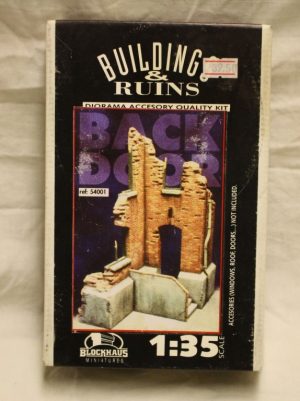 BUILDING
&
RUINS
DIORAMA ACCESORY QUALITY KIT
BACK
DOOR
ref: 54001
ACCESORIES (WINDOWS, ROOF, DOORS,...) NOT INCLUDED.
BLOCKHAUS
MINIATURES
1:35
SCALE